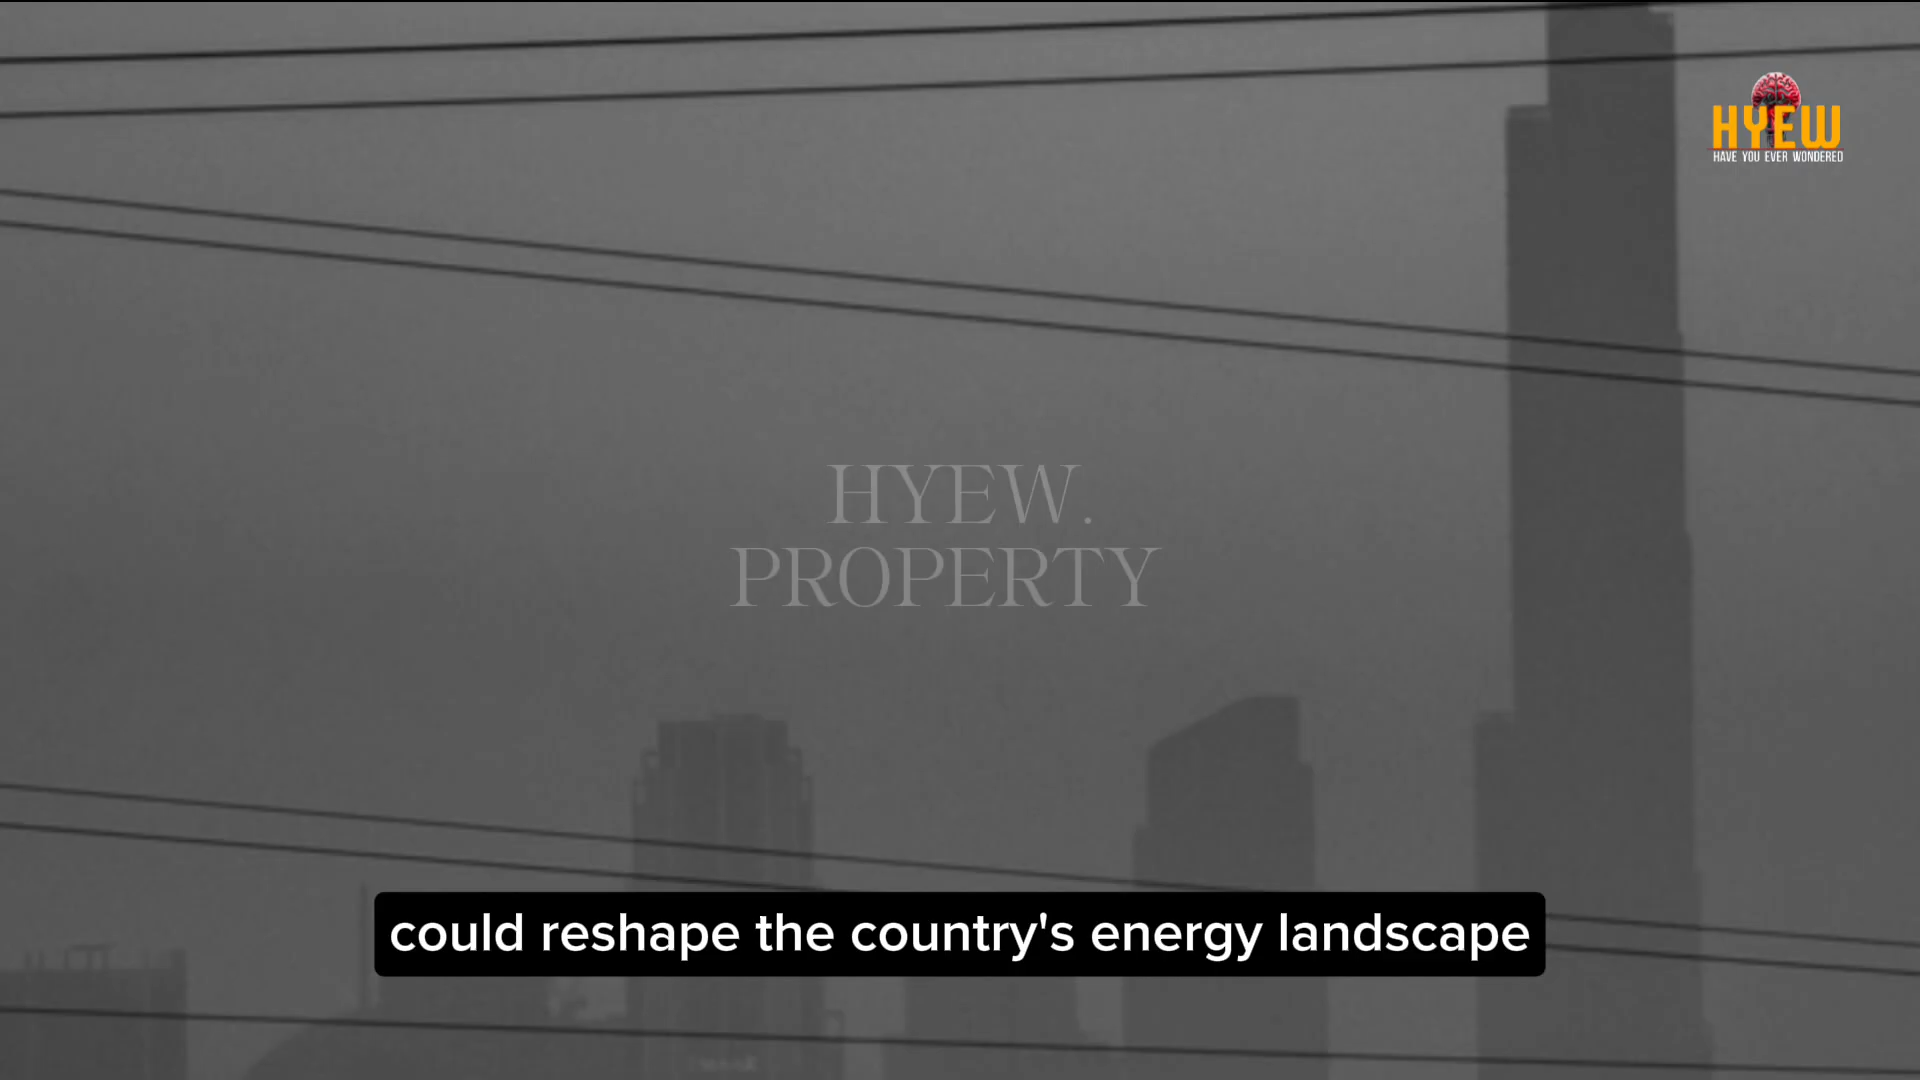 HYEW
HAVE YOU EVER WONDERED
HYEW.
PROPERTY
could reshape the country's energy landscape